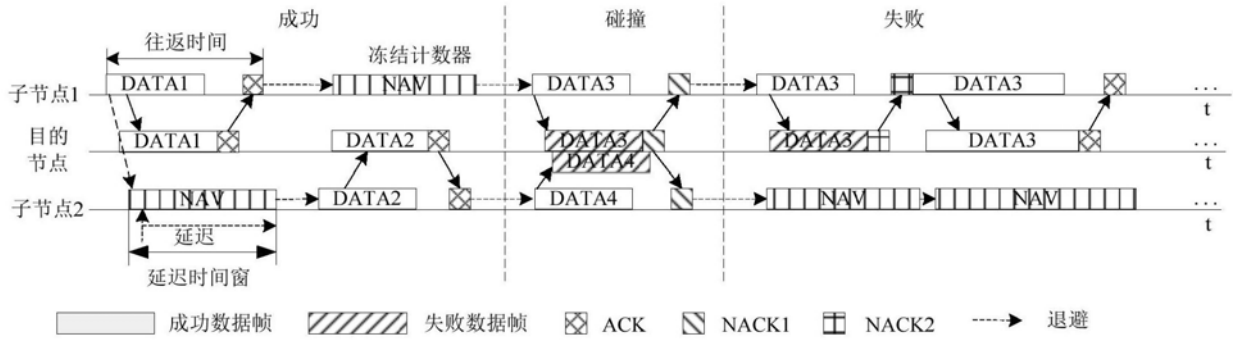 成功 碰撞 失败
往返时间 冻结计数器
子节点1 DATA1 NAV DATA3 DATA3 DATA3 ...
t
目的节点 DATA1 DATA2 DATA3 DATA3 DATA3 ...
DATA4 t
子节点2 NAV DATA2 DATA4 NAV NAV ...
t
延迟
延迟时间窗
成功数据帧 失败数据帧 ACK NACK1 NACK2 退避